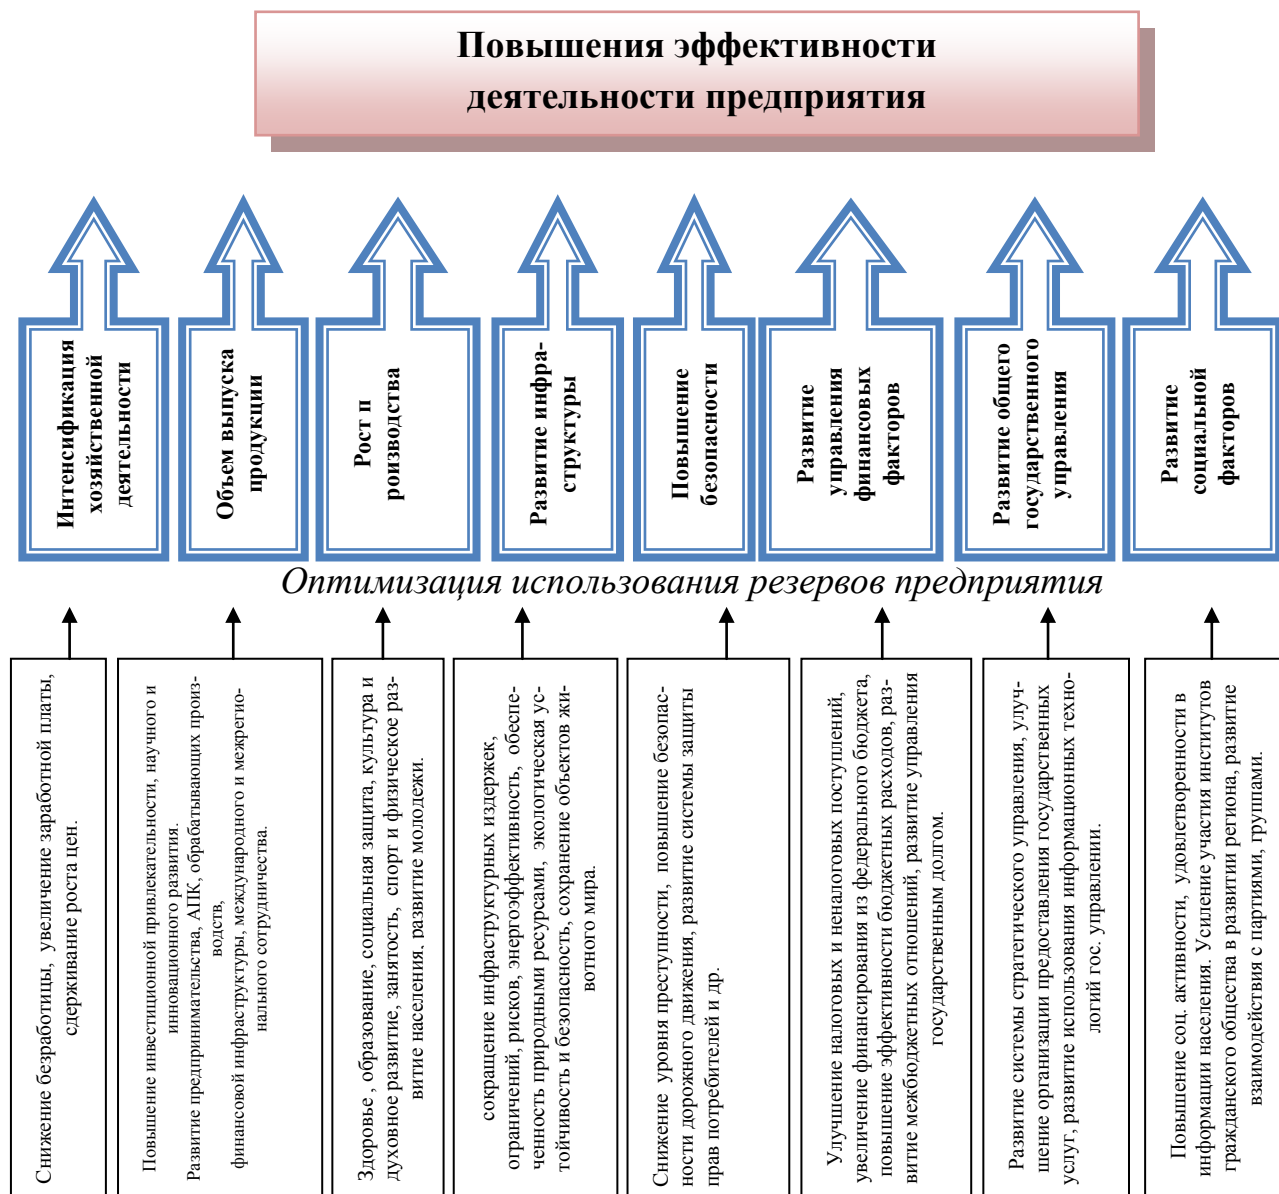 Повышения эффективности
деятельности предприятия
Интенсификация
хозяйственной
деятельности
Объем выпуска
продукции
Рост п
роизводства
Развитие инфра-
структуры
Повышение
безопасности
Развитие
управления
финансовых
факторов
Развитие общего
государственного
управления
Развитие
социальной
факторов
Оптимизация использования резервов предприятия
Снижение безработицы, увеличение заработной платы,
сдерживание роста цен.
Повышение инвестиционной привлекательности, научного и
инновационного развития.
Развитие предпринимательства, АПК, обрабатывающих произ-
водств,
финансовой инфраструктуры, международного и межрегио-
нального сотрудничества.
Здоровье , образование, социальная защита, культура и
духовное развитие, занятость, спорт и физическое раз-
витие населения, развитие молодежи.
сокращение инфраструктурных издержек,
ограничений, рисков, энергоэффективность, обеспе-
ченность природными ресурсами, экологическая ус-
тойчивость и безопасность, сохранение объектов жи-
вотного мира.
Снижение уровня преступности, повышение безопас-
ности дорожного движения, развитие системы защиты
прав потребителей и др.
Улучшение налоговых и неналоговых поступлений,
увеличение финансирования из федерального бюджета,
повышение эффективности бюджетных расходов, раз-
витие межбюджетных отношений, развитие управления
государственным долгом.
Развитие системы стратегического управления, улуч-
шение организации предоставления государственных
услуг, развитие использования информационных техно-
логий гос. управлении.
Повышение соц. активности, удовлетворенности в
информации населения. Усиление участия институтов
гражданского общества в развитии региона, развитие
взаимодействия с партиями, группами.